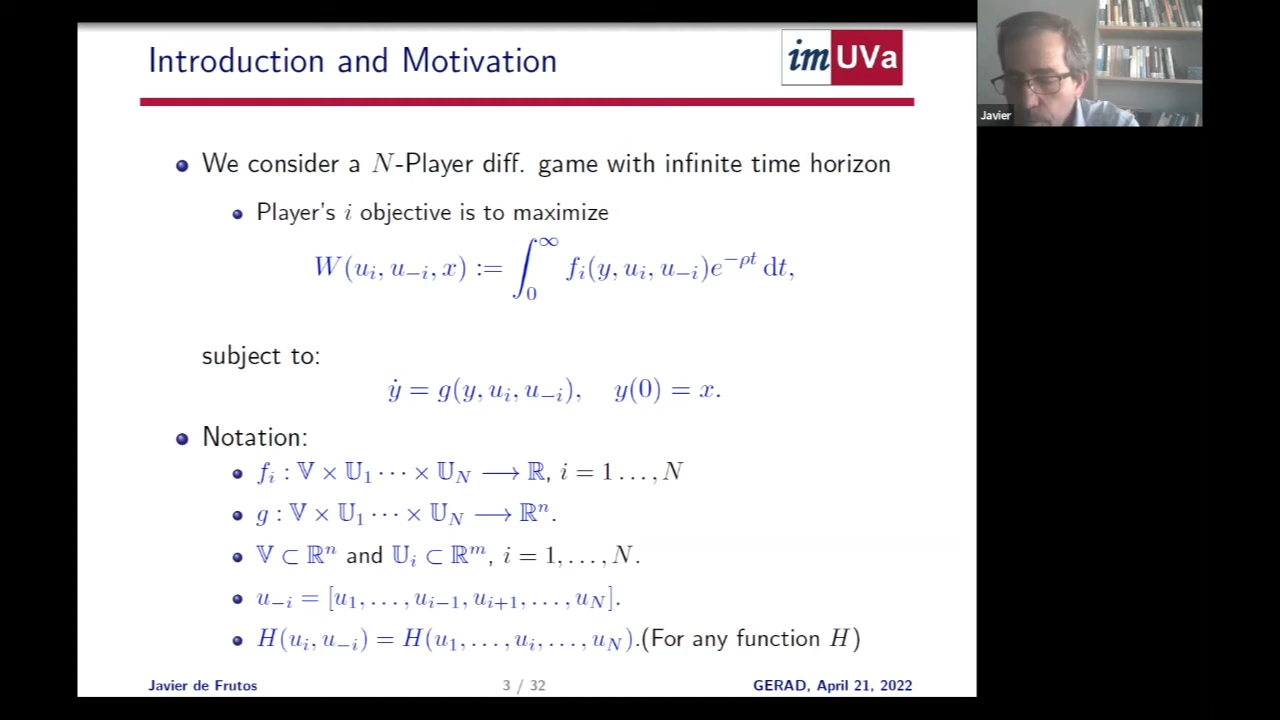 Introduction and Motivation
im UVa
Javier
We consider a N-Player diff. game with infinite time horizon
Player's i objective is to maximize
W(u_i, u_{−i}, x) := ∫_0^∞ f_i(y, u_i, u_{−i})e^{−ρt} dt,
subject to:
ẏ = g(y, u_i, u_{−i}), y(0) = x.
Notation:
f_i : 𝕍 × 𝕌_1 ··· × 𝕌_N ⟶ ℝ, i = 1 ..., N
g : 𝕍 × 𝕌_1 ··· × 𝕌_N ⟶ ℝ^n.
𝕍 ⊂ ℝ^n and 𝕌_i ⊂ ℝ^m, i = 1, ..., N.
u_{−i} = [u_1, ..., u_{i−1}, u_{i+1}, ..., u_N].
H(u_i, u_{−i}) = H(u_1, ..., u_i, ..., u_N).(For any function H)
Javier de Frutos 3 / 32 GERAD, April 21, 2022